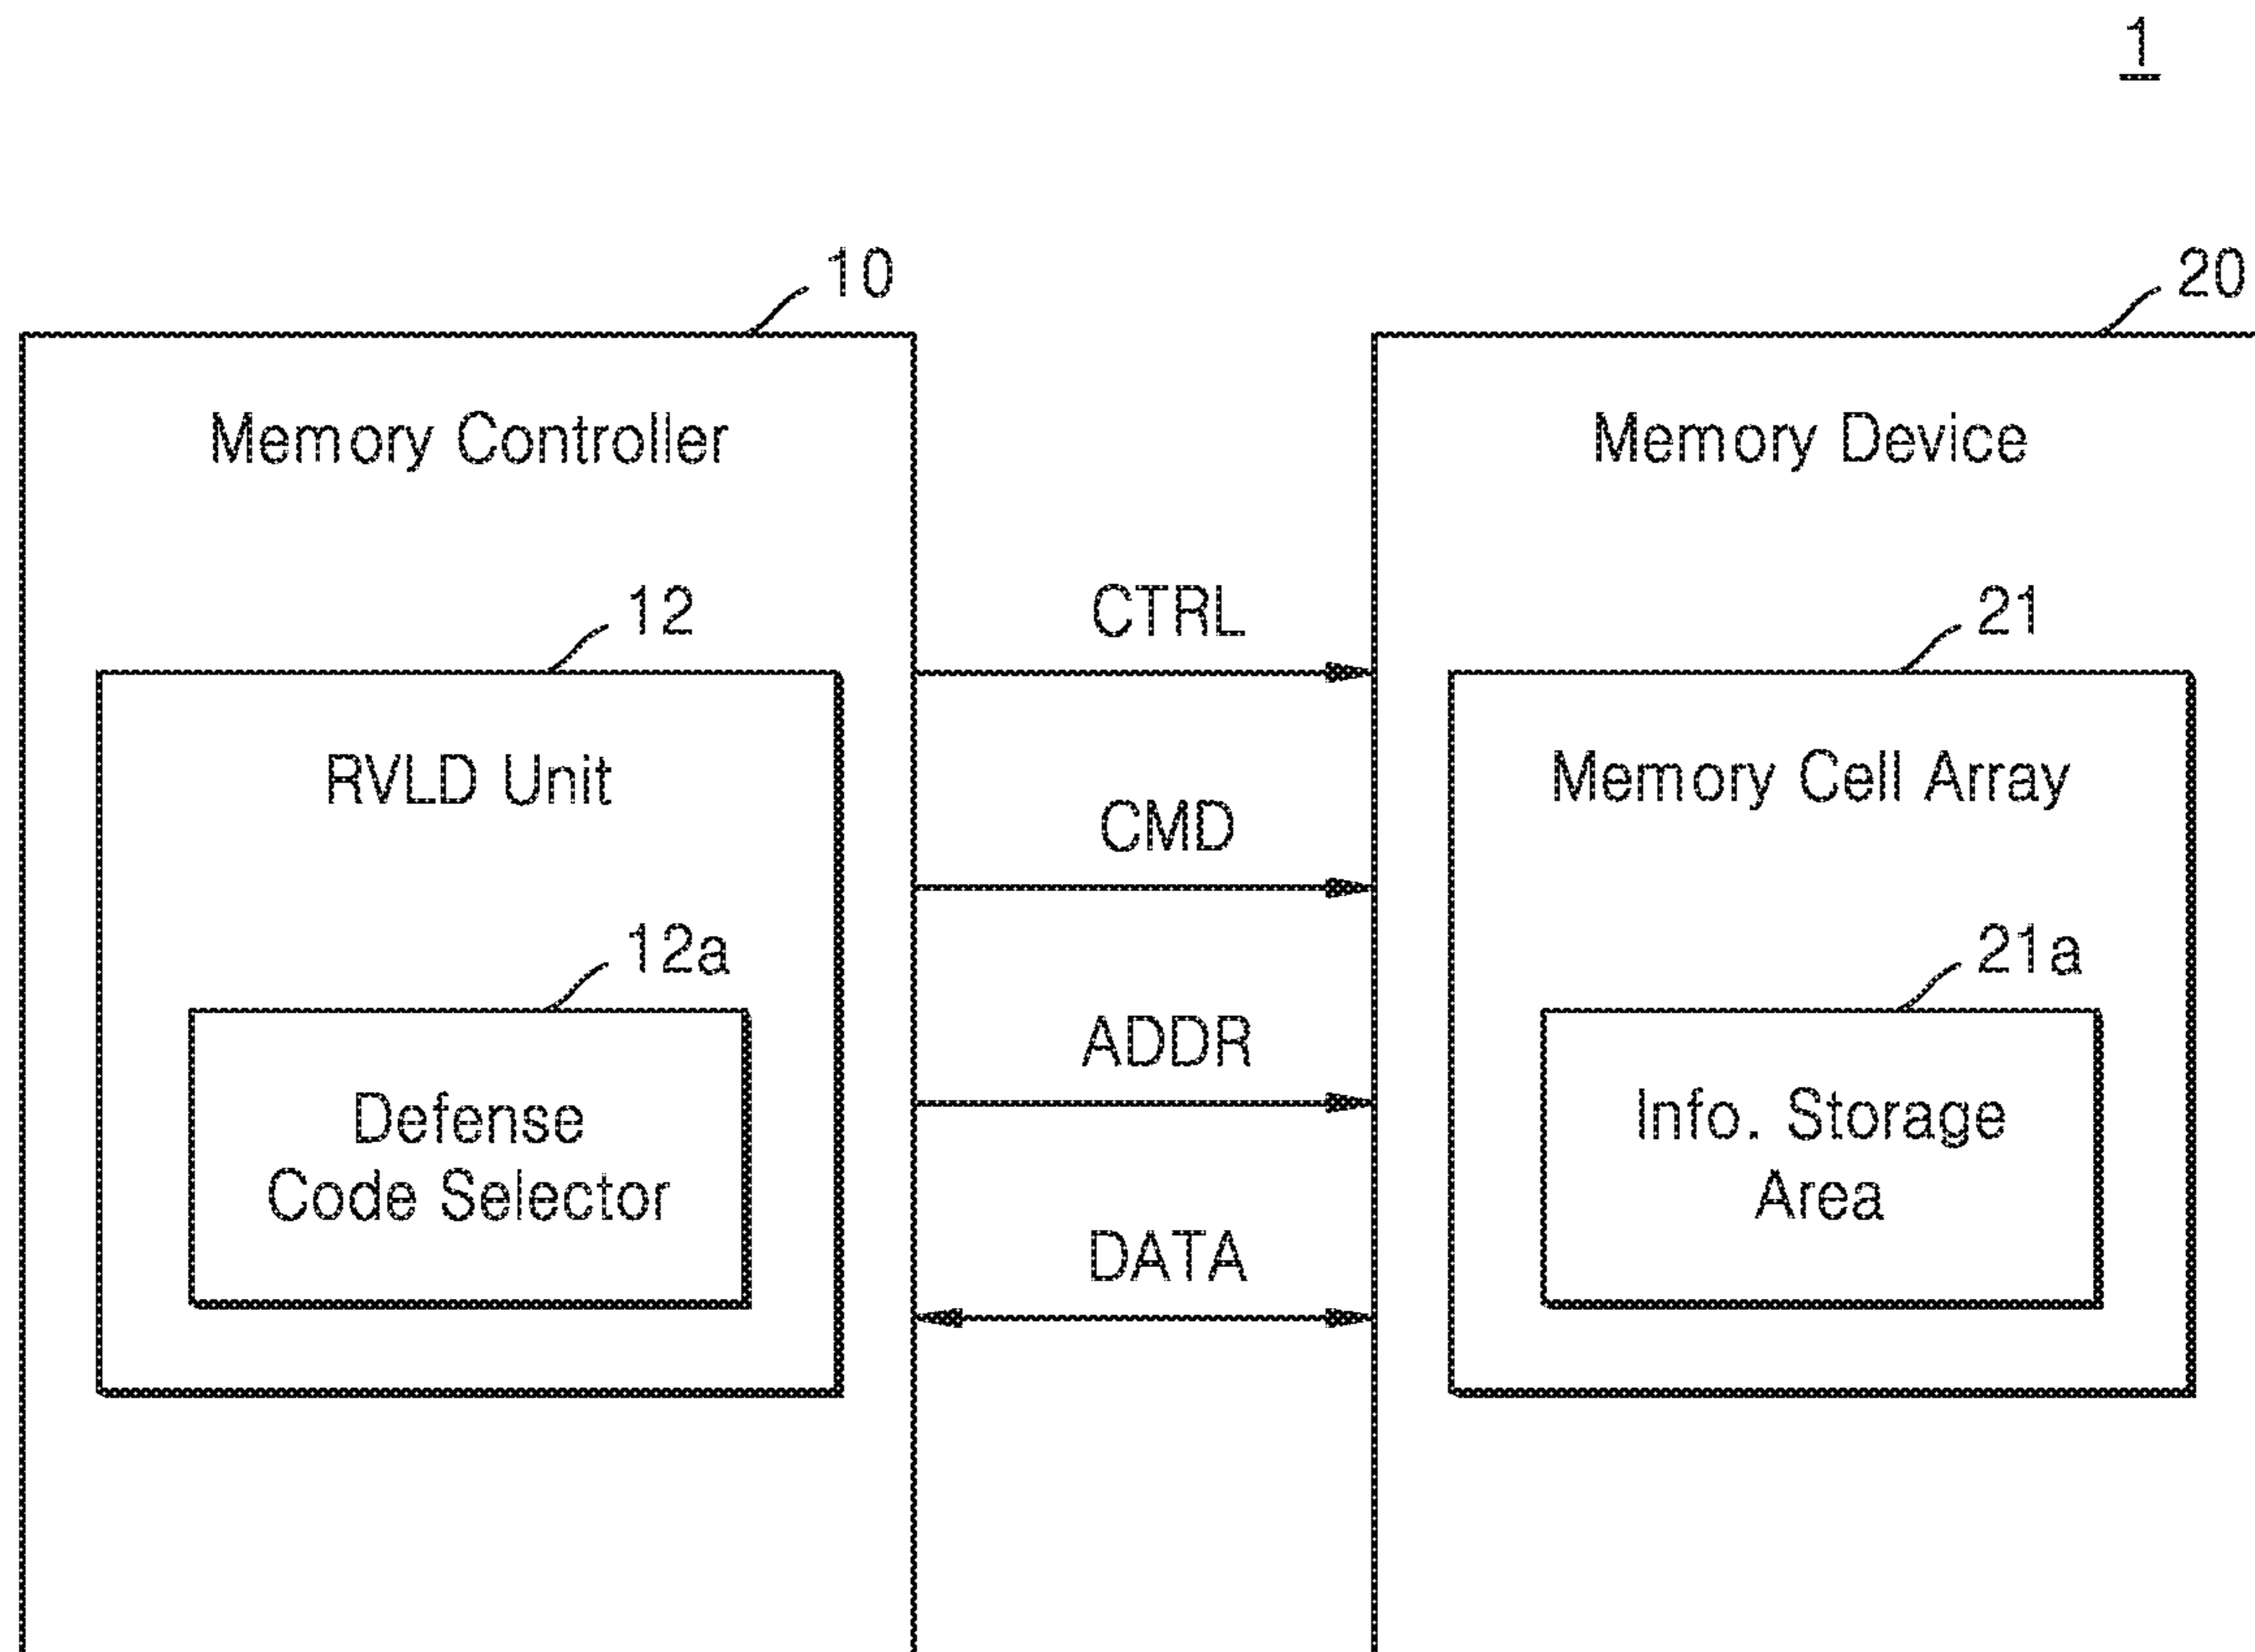 1
10
20
Memory Controller
Memory Device
12
CTRL
21
RVLD Unit
CMD
Memory Cell Array
12a
ADDR
21a
Defense
Code Selector
Info. Storage
Area
DATA